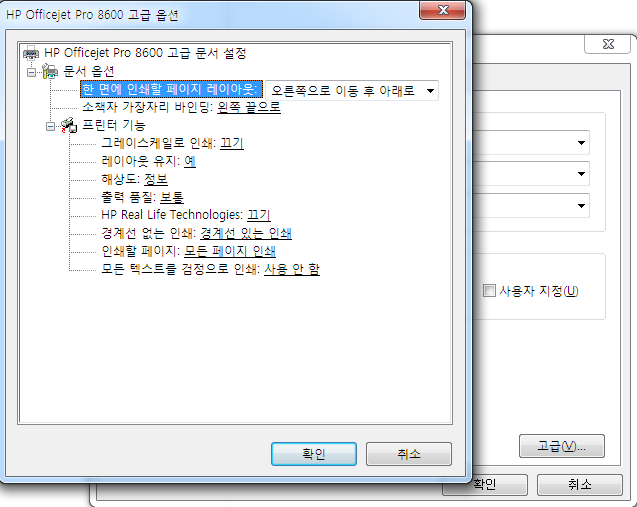 HP Officejet Pro 8600 고급 옵션
HP Officejet Pro 8600 고급 문서 설정
문서 옵션
한 면에 인쇄할 페이지 레이아웃: 오른쪽으로 이동 후 아래로
소책자 가장자리 바인딩: 왼쪽 끝으로
프린터 기능
그레이스케일로 인쇄: 끄기
레이아웃 유지: 예
해상도: 정보
출력 품질: 보통
HP Real Life Technologies: 끄기
경계선 없는 인쇄: 경계선 있는 인쇄
인쇄할 페이지: 모든 페이지 인쇄
모든 텍스트를 검정으로 인쇄: 사용 안 함
사용자 지정(U)
고급(V)...
확인 취소
확인 취소